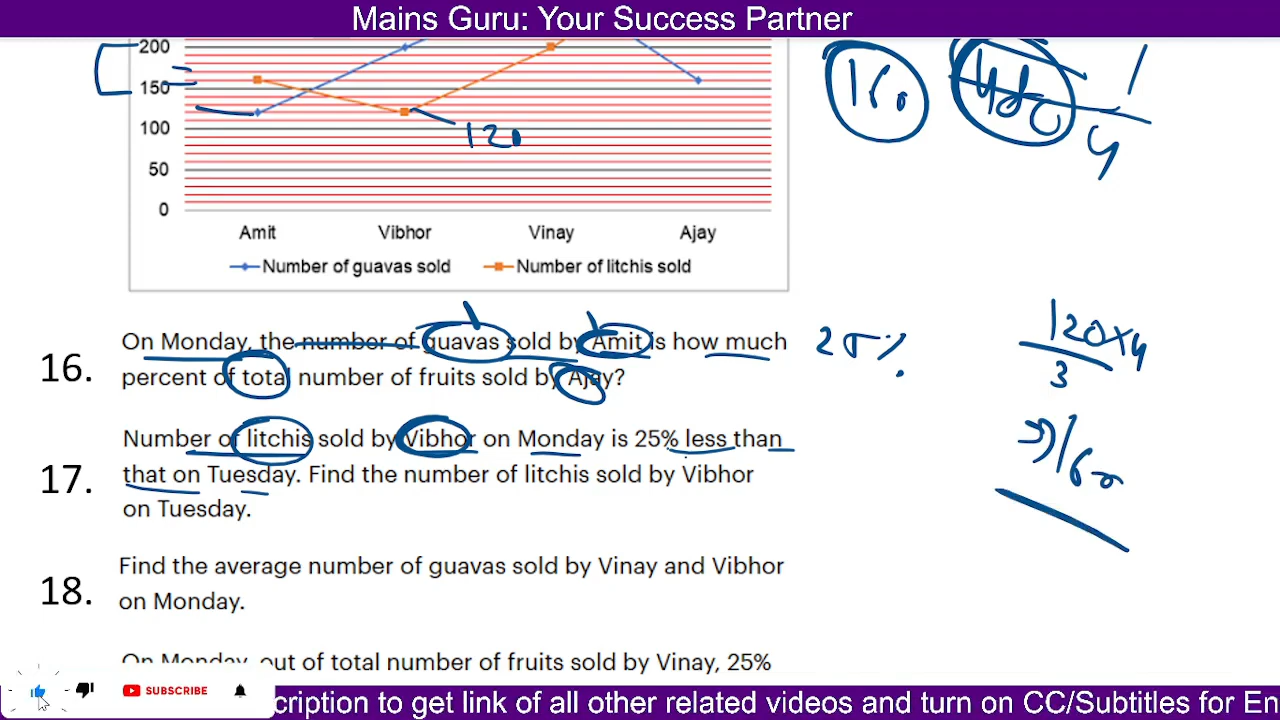 Mains Guru: Your Success Partner
200
150
100
50
0
120
Amit Vibhor Vinay Ajay
Number of guavas sold Number of litchis sold
160 480 1
4
16. On Monday, the number of guavas sold by Amit is how much
percent of total number of fruits sold by Ajay?
25%
120x4
3
160
17. Number of litchis sold by Vibhor on Monday is 25% less than
that on Tuesday. Find the number of litchis sold by Vibhor
on Tuesday.
18. Find the average number of guavas sold by Vinay and Vibhor
on Monday.
On Monday, out of total number of fruits sold by Vinay, 25%
SUBSCRIBE
cription to get link of all other related videos and turn on CC/Subtitles for En